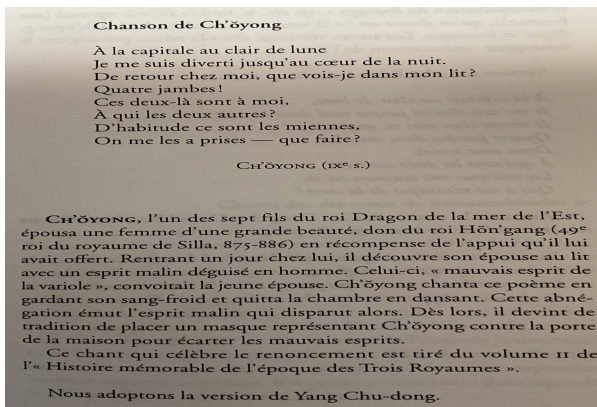 Chanson de Ch'ŏyong
À la capitale au clair de lune
Je me suis diverti jusqu'au cœur de la nuit.
De retour chez moi, que vois-je dans mon lit ?
Quatre jambes !
Ces deux-là sont à moi,
À qui les deux autres ?
D'habitude ce sont les miennes,
On me les a prises — que faire ?
CH'ŎYONG (IXe s.)
CH'ŎYONG, l'un des sept fils du roi Dragon de la mer de l'Est,
épousa une femme d'une grande beauté, don du roi Hŏn'gang (49e
roi du royaume de Silla, 875-886) en récompense de l'appui qu'il lui
avait offert. Rentrant un jour chez lui, il découvre son épouse au lit
avec un esprit malin déguisé en homme. Celui-ci, « mauvais esprit de
la variole », convoitait la jeune épouse. Ch'ŏyong chanta ce poème en
gardant son sang-froid et quitta la chambre en dansant. Cette abné-
gation émut l'esprit malin qui disparut alors. Dès lors, il devint de
tradition de placer un masque représentant Ch'ŏyong contre la porte
de la maison pour écarter les mauvais esprits.
Ce chant qui célèbre le renoncement est tiré du volume II de
l'« Histoire mémorable de l'époque des Trois Royaumes ».
Nous adoptons la version de Yang Chu-dong.